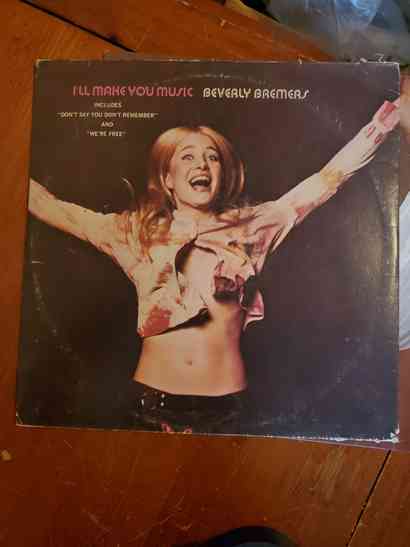 I'LL MAKE YOU MUSIC BEVERLY BREMERS
INCLUDES
"DON'T SAY YOU DON'T REMEMBER"
AND
"WE'RE FREE"